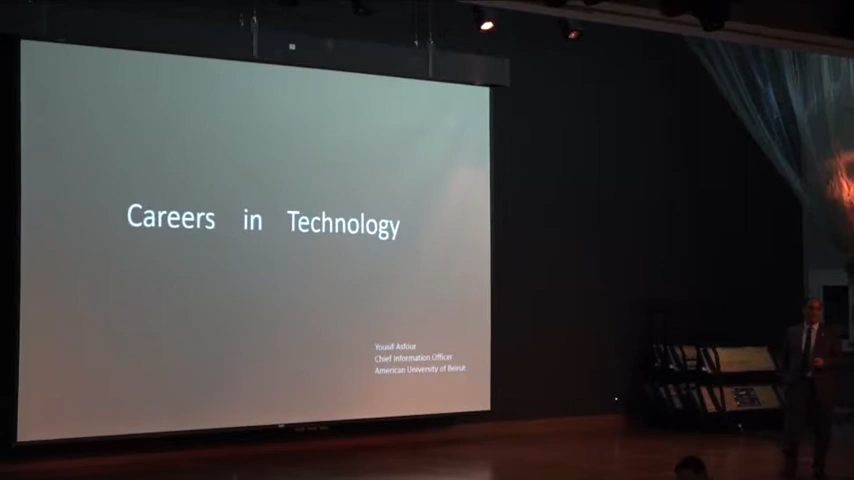 Careers in Technology
Yousif Asfour
Chief Information Officer
American University of Beirut